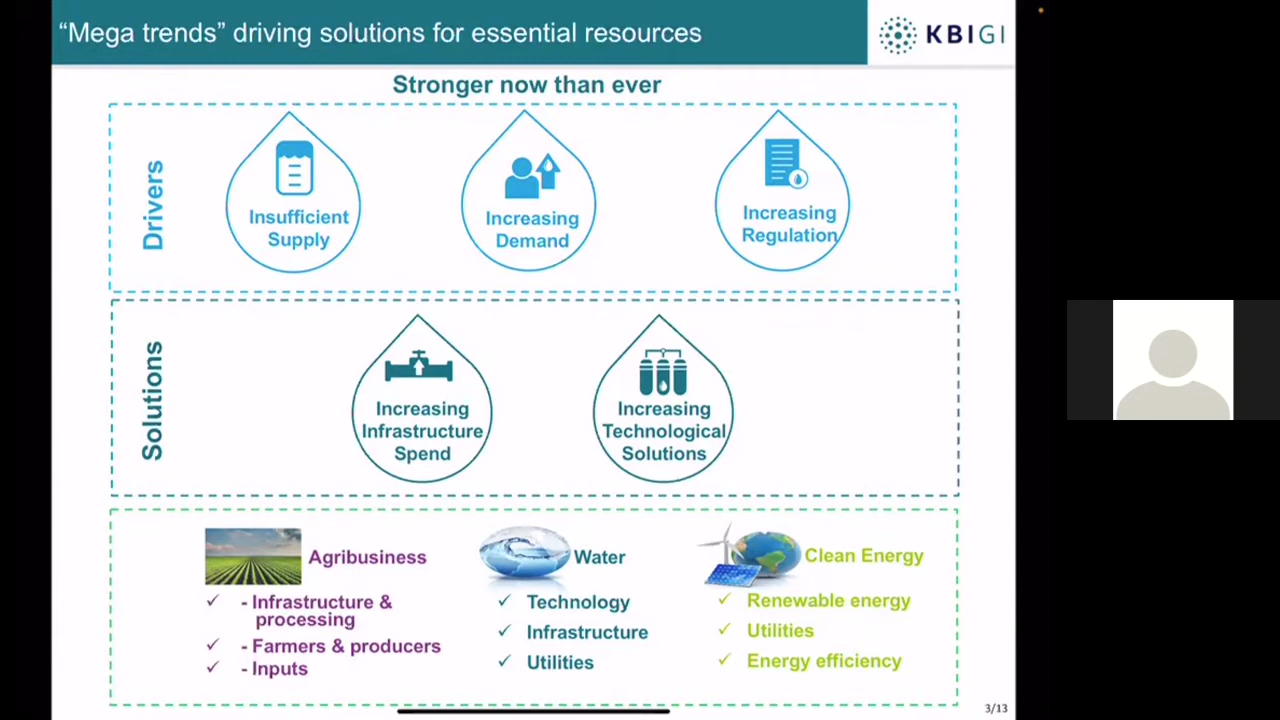 “Mega trends” driving solutions for essential resources
KBIGI
Stronger now than ever
Drivers
Insufficient
Supply
Increasing
Demand
Increasing
Regulation
Solutions
Increasing
Infrastructure
Spend
Increasing
Technological
Solutions
Agribusiness
- Infrastructure &
processing
- Farmers & producers
- Inputs
Water
Technology
Infrastructure
Utilities
Clean Energy
Renewable energy
Utilities
Energy efficiency
3/13